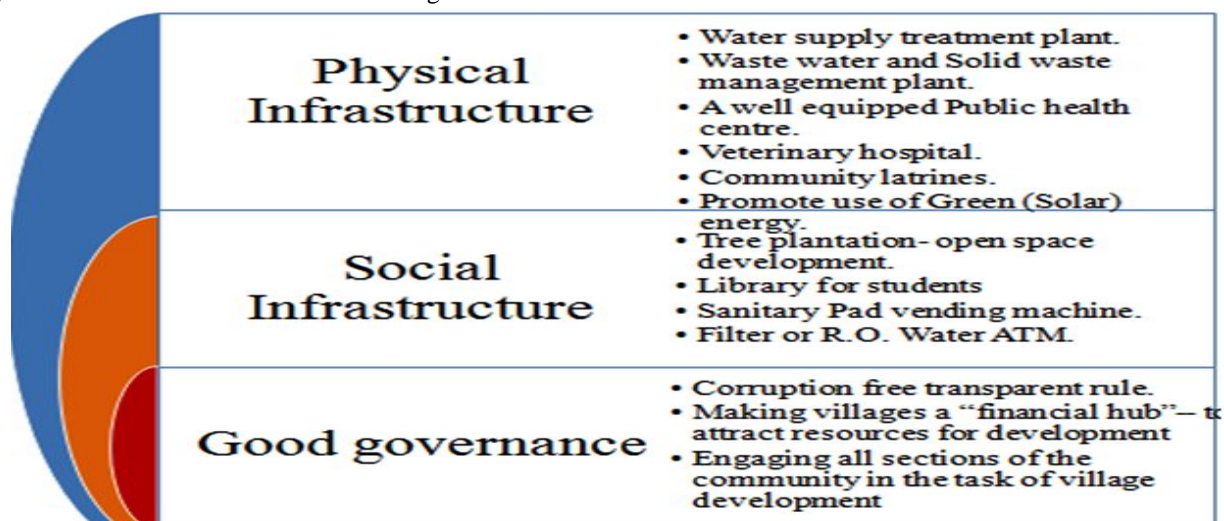 Physical
Infrastructure
• Water supply treatment plant.
• Waste water and Solid waste
management plant.
• A well equipped Public health
centre.
• Veterinary hospital.
• Community latrines.
• Promote use of Green (Solar)
energy.
Social
Infrastructure
• Tree plantation- open space
development.
• Library for students
• Sanitary Pad vending machine.
• Filter or R.O. Water ATM.
Good governance
• Corruption free transparent rule.
• Making villages a “financial hub”– to
attract resources for development
• Engaging all sections of the
community in the task of village
development